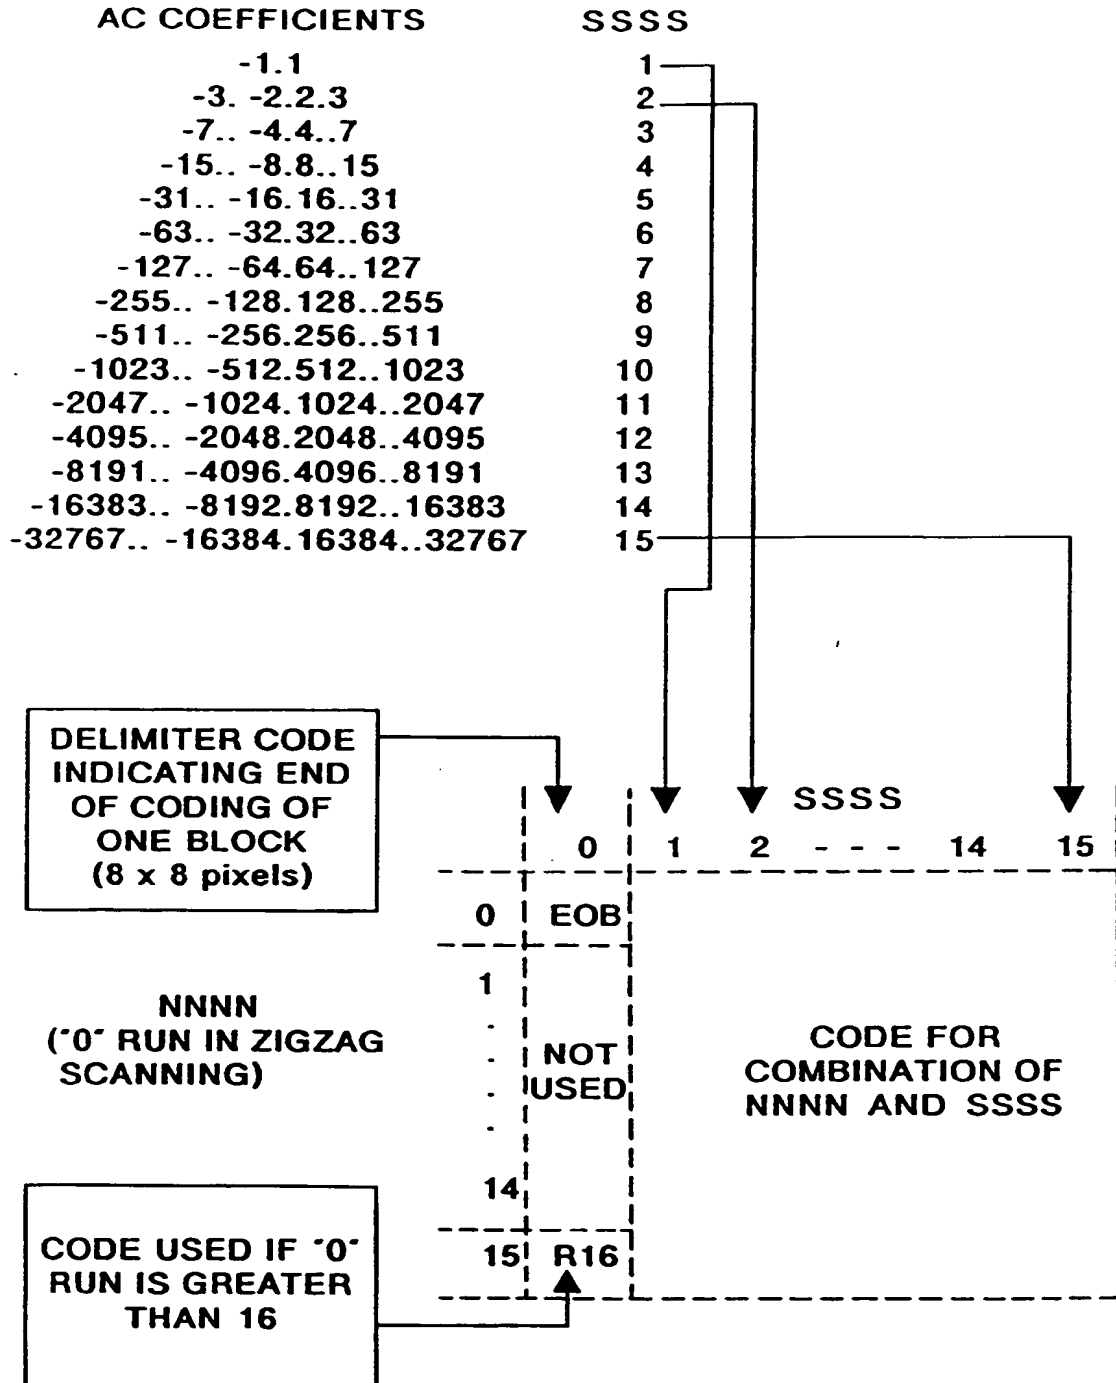 AC COEFFICIENTS SSSS
-1.1 1
-3. -2.2.3 2
-7.. -4.4..7 3
-15.. -8.8..15 4
-31.. -16.16..31 5
-63.. -32.32..63 6
-127.. -64.64..127 7
-255.. -128.128..255 8
-511.. -256.256..511 9
-1023.. -512.512..1023 10
-2047.. -1024.1024..2047 11
-4095.. -2048.2048..4095 12
-8191.. -4096.4096..8191 13
-16383.. -8192.8192..16383 14
-32767.. -16384.16384..32767 15
DELIMITER CODE
INDICATING END
OF CODING OF
ONE BLOCK
(8 x 8 pixels)
SSSS
0 1 2 - - - 14 15
0 EOB
1
NNNN
("0" RUN IN ZIGZAG
SCANNING)
NOT
USED
CODE FOR
COMBINATION OF
NNNN AND SSSS
14
15 R16
CODE USED IF "0"
RUN IS GREATER
THAN 16